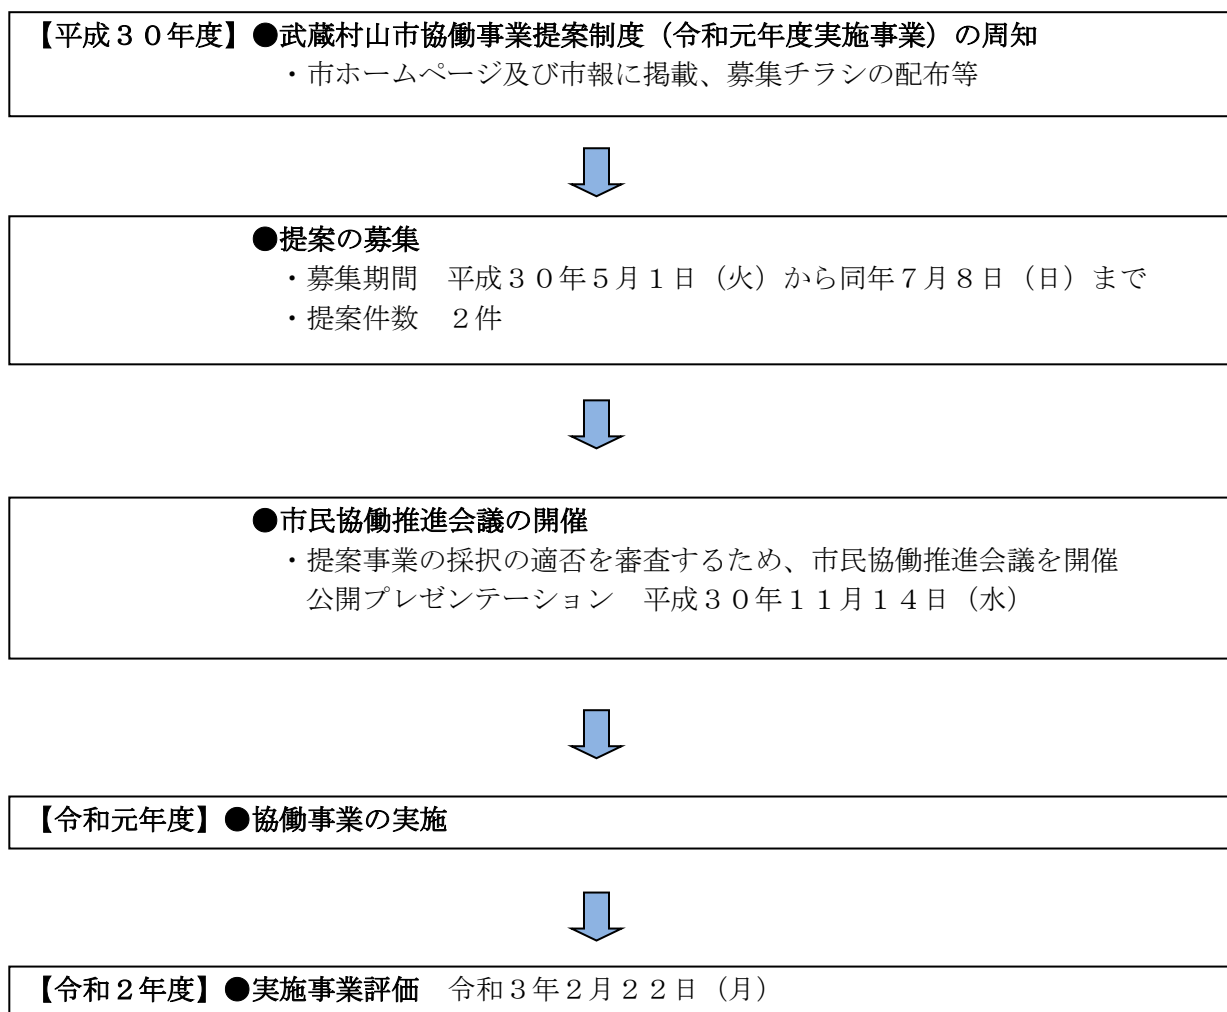 【平成３０年度】●武蔵村山市協働事業提案制度（令和元年度実施事業）の周知
・市ホームページ及び市報に掲載、募集チラシの配布等
●提案の募集
・募集期間　平成３０年５月１日（火）から同年７月８日（日）まで
・提案件数　２件
●市民協働推進会議の開催
・提案事業の採択の適否を審査するため、市民協働推進会議を開催
公開プレゼンテーション　平成３０年１１月１４日（水）
【令和元年度】●協働事業の実施
【令和２年度】●実施事業評価　令和３年２月２２日（月）